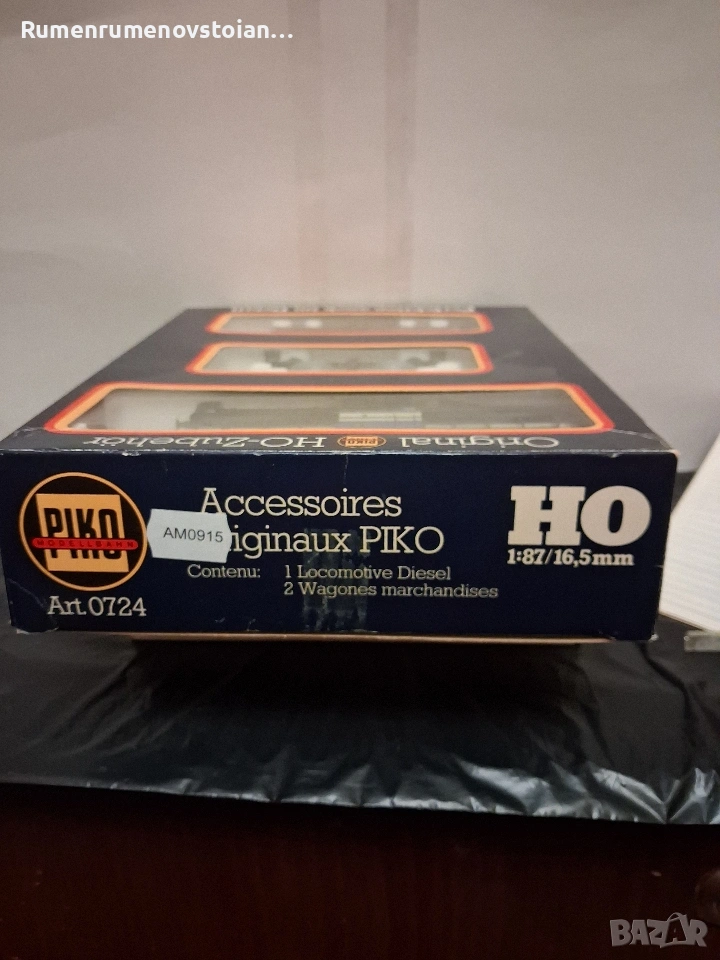 Rumenrumenovstoian...
Original PIKO HO-Zubehör
PIKO
MODELLBAHN
AM0915
Accessoires
riginaux PIKO
Contenu: 1 Locomotive Diesel
2 Wagones marchandises
Art.0724
HO
1:87/16,5mm
BAZAR